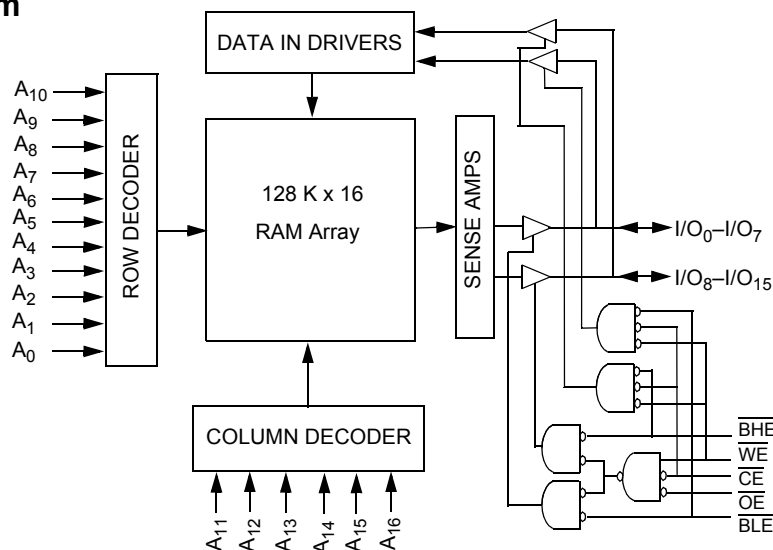 m
DATA IN DRIVERS
A10
A9
A8
A7
A6
A5
A4
A3
A2
A1
A0
ROW DECODER
128 K x 16
RAM Array
SENSE AMPS
I/O0–I/O7
I/O8–I/O15
COLUMN DECODER
A11
A12
A13
A14
A15
A16
BHE
WE
CE
OE
BLE